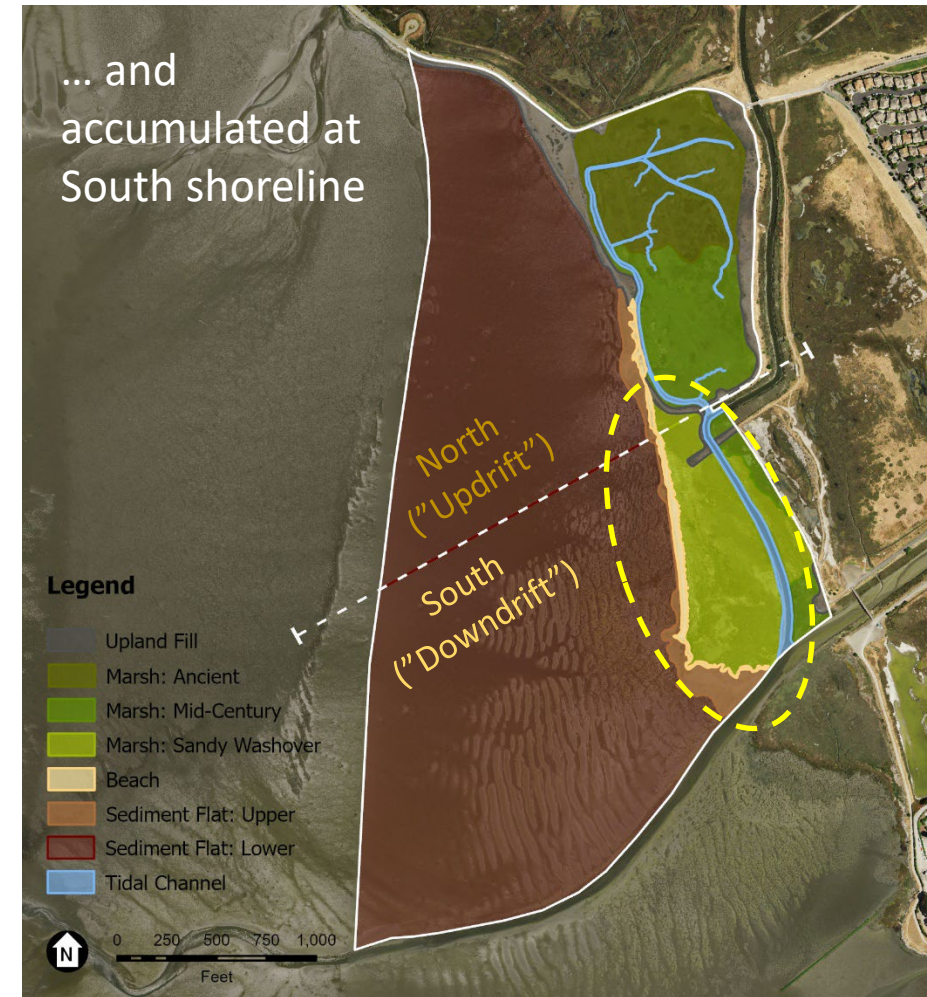 ... and
accumulated at
South shoreline
North
("Updrift")
South
("Downdrift")
Legend
Upland Fill
Marsh: Ancient
Marsh: Mid-Century
Marsh: Sandy Washover
Beach
Sediment Flat: Upper
Sediment Flat: Lower
Tidal Channel
N
0 250 500 750 1,000
Feet